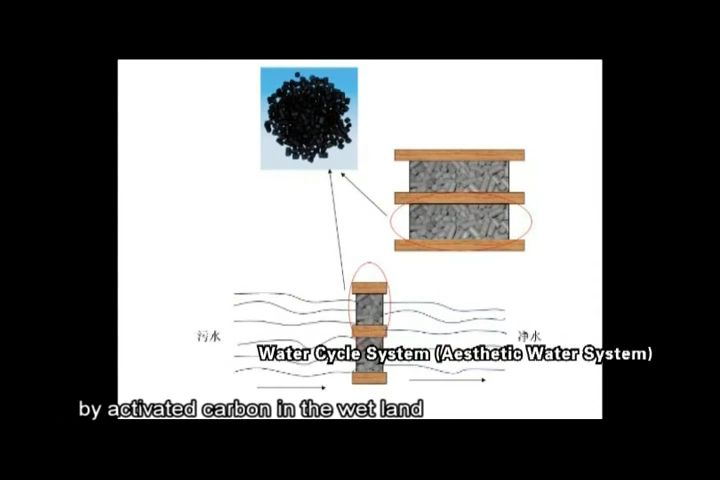 污水
净水
Water Cycle System (Aesthetic Water System)
by activated carbon in the wet land